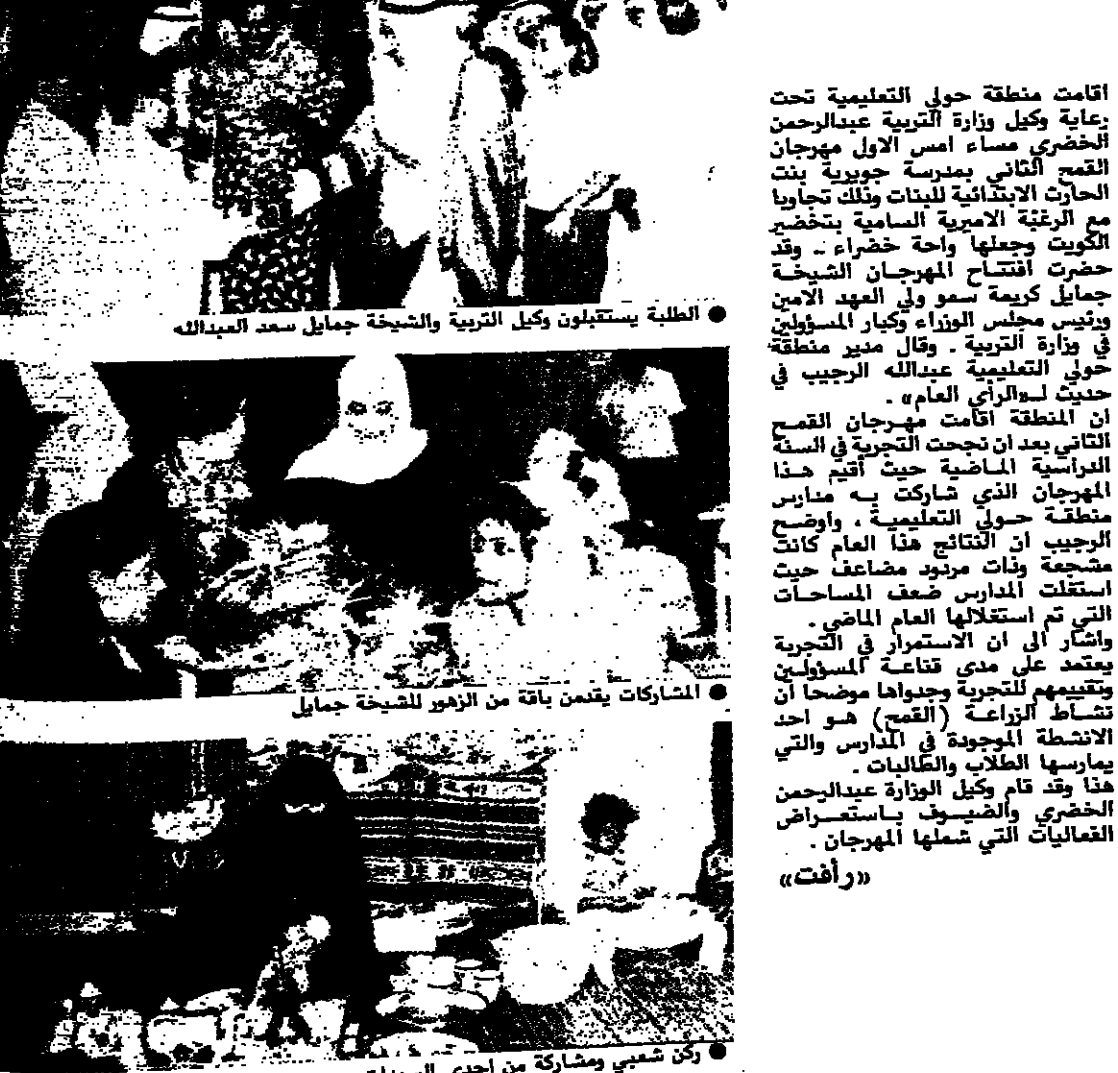 اقامت منطقة حولي التعليمية تحت
رعاية وكيل وزارة التربية عبدالرحمن
الخضري مساء امس الاول مهرجان
القمح الثاني بمدرسة جويرية بنت
الحارث الابتدائية للبنات وذلك تجاوبا
مع الرغبة الاميرية السامية بتخضير
الكويت وجعلها واحة خضراء ـ وقد
حضرت افتتاح المهرجان الشيخة
جمايل كريمة سمو ولي العهد الامين
ورئيس مجلس الوزراء وكبار المسؤولين
في وزارة التربية . وقال مدير منطقة
حولي التعليمية عبدالله الرجيب في
حديث لـ«الرأي العام» .
ان المنطقة اقامت مهرجان القمح
الثاني بعد ان نجحت التجربة في السنة
الدراسية الماضية حيث أقيم هذا
المهرجان الذي شاركت به مدارس
منطقة حولي التعليمية ، واوضح
الرجيب ان النتائج هذا العام كانت
مشجعة وذات مردود مضاعف حيث
استغلت المدارس ضعف المساحات
التي تم استغلالها العام الماضي .
واشار الى ان الاستمرار في التجربة
يعتمد على مدى قناعة المسؤولين
وتقييمهم للتجربة وجدواها موضحا ان
نشاط الزراعة (القمح) هو احد
الانشطة الموجودة في المدارس والتي
يمارسها الطلاب والطالبات .
هذا وقد قام وكيل الوزارة عبدالرحمن
الخضري والضيوف باستعراض
الفعاليات التي شملها المهرجان .
«رأفت»
● الطلبة يستقبلون وكيل التربية والشيخة جمايل سعد العبدالله
● المشاركات يقدمن باقة من الزهور للشيخة جمايل
● ركن شعبي ومشاركة من احدى